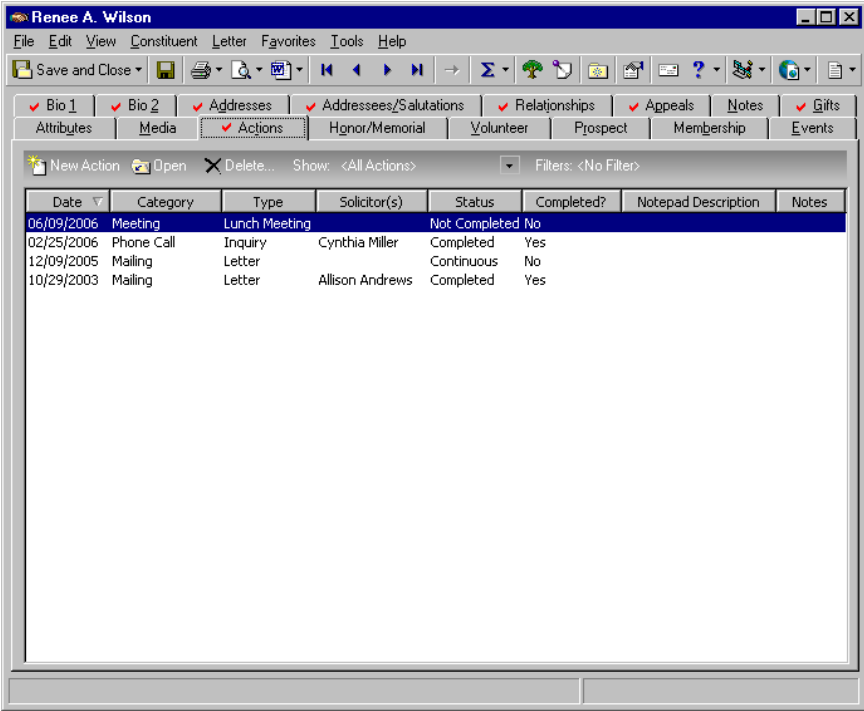 Renee A. Wilson
File Edit View Constituent Letter Favorites Tools Help
Save and Close
Bio 1 Bio 2 Addresses Addressees/Salutations Relationships Appeals Notes Gifts
Attributes Media Actions Honor/Memorial Volunteer Prospect Membership Events
New Action Open Delete... Show: <All Actions> Filters: <No Filter>
Date Category Type Solicitor(s) Status Completed? Notepad Description Notes
06/09/2006 Meeting Lunch Meeting Not Completed No
02/25/2006 Phone Call Inquiry Cynthia Miller Completed Yes
12/09/2005 Mailing Letter Continuous No
10/29/2003 Mailing Letter Allison Andrews Completed Yes